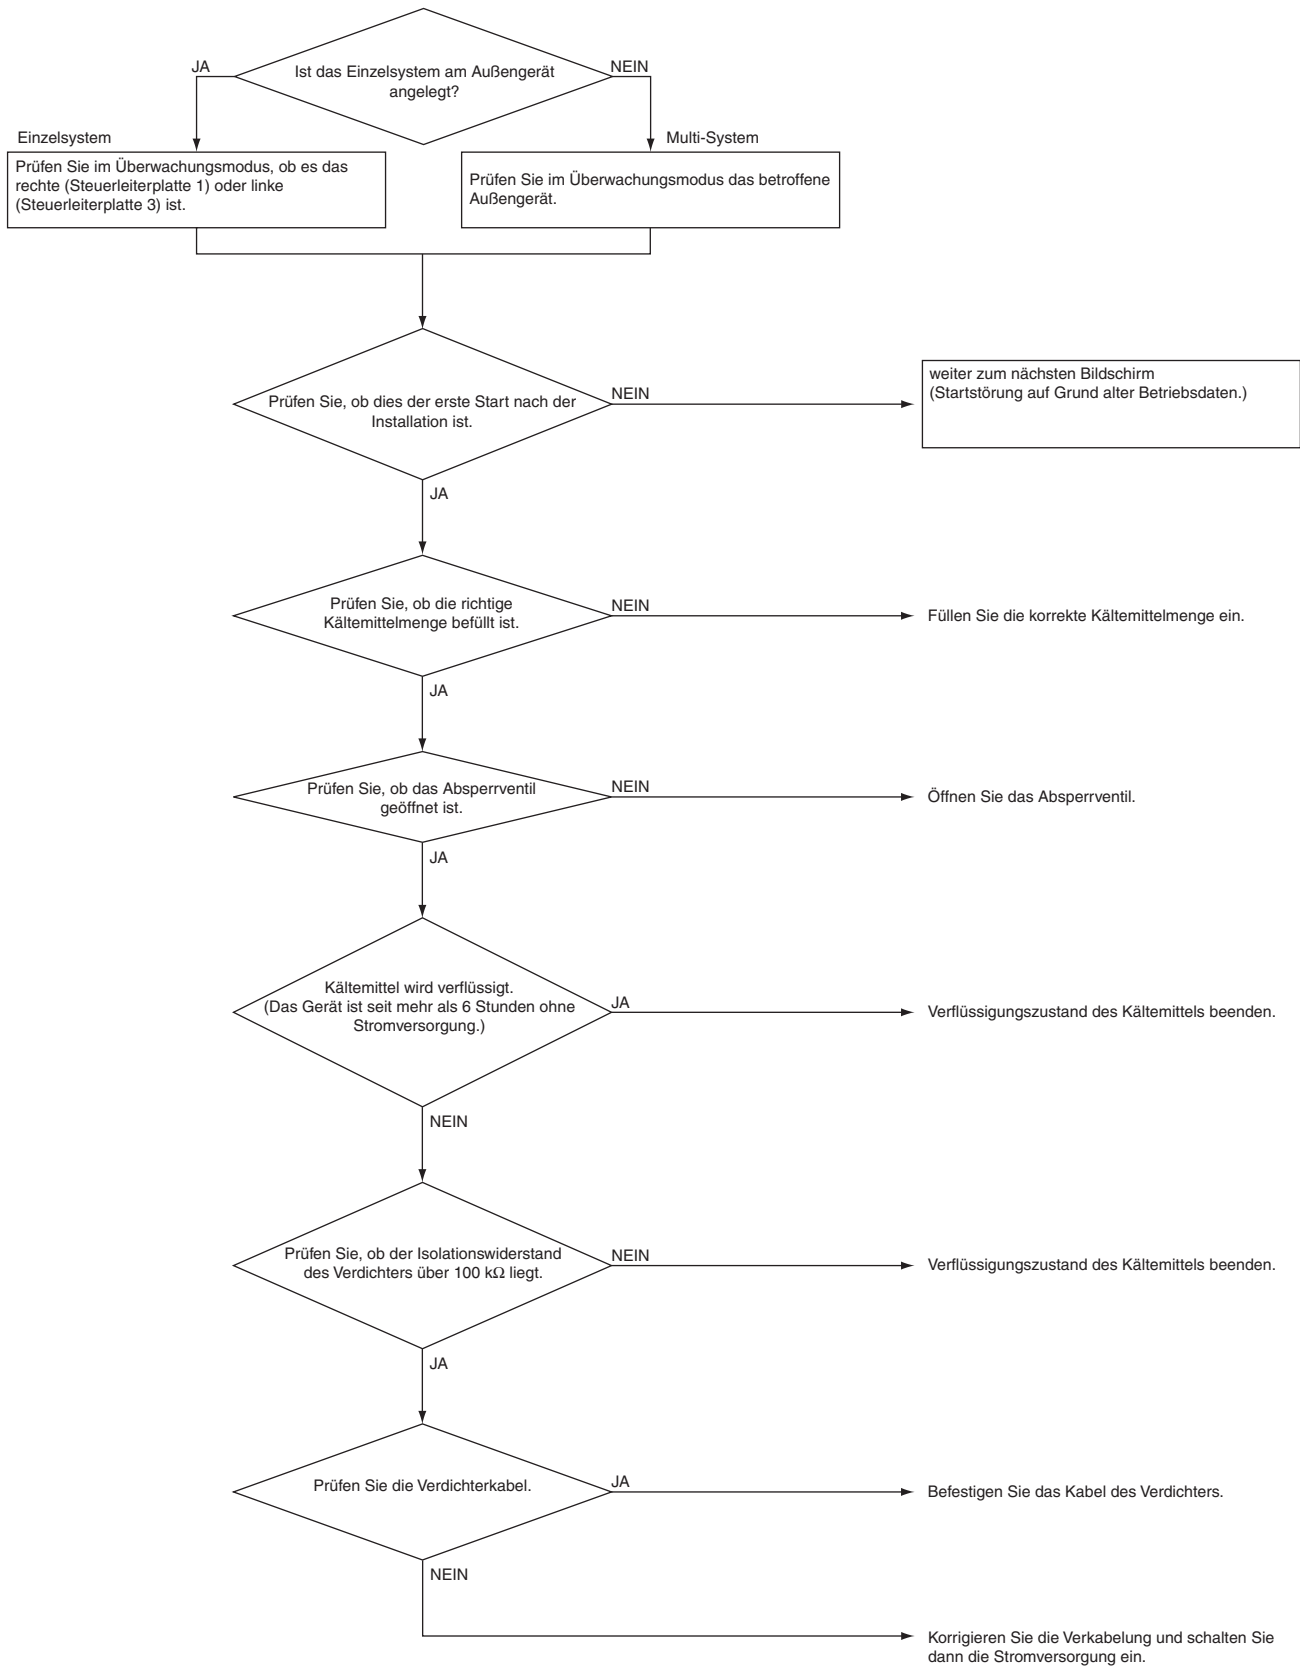 Ist das Einzelsystem am Außengerät
angelegt?
JA
NEIN
Einzelsystem
Multi-System
Prüfen Sie im Überwachungsmodus, ob es das
rechte (Steuerleiterplatte 1) oder linke
(Steuerleiterplatte 3) ist.
Prüfen Sie im Überwachungsmodus das betroffene
Außengerät.
Prüfen Sie, ob dies der erste Start nach der
Installation ist.
NEIN
weiter zum nächsten Bildschirm
(Startstörung auf Grund alter Betriebsdaten.)
JA
Prüfen Sie, ob die richtige
Kältemittelmenge befüllt ist.
NEIN
Füllen Sie die korrekte Kältemittelmenge ein.
JA
Prüfen Sie, ob das Absperrventil
geöffnet ist.
NEIN
Öffnen Sie das Absperrventil.
JA
Kältemittel wird verflüssigt.
(Das Gerät ist seit mehr als 6 Stunden ohne
Stromversorgung.)
JA
Verflüssigungszustand des Kältemittels beenden.
NEIN
Prüfen Sie, ob der Isolationswiderstand
des Verdichters über 100 kΩ liegt.
NEIN
Verflüssigungszustand des Kältemittels beenden.
JA
Prüfen Sie die Verdichterkabel.
JA
Befestigen Sie das Kabel des Verdichters.
NEIN
Korrigieren Sie die Verkabelung und schalten Sie
dann die Stromversorgung ein.